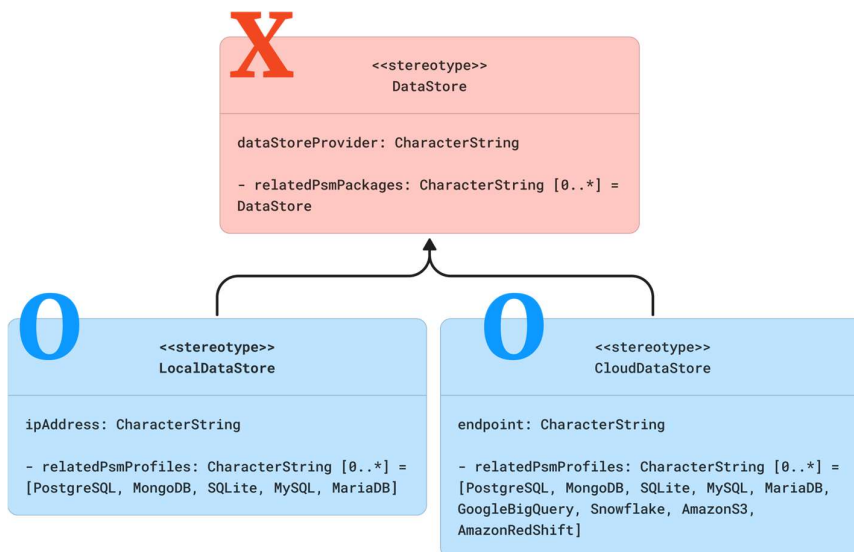 X
<<stereotype>>
DataStore
dataStoreProvider: CharacterString
- relatedPsmPackages: CharacterString [0..*] =
DataStore
O
<<stereotype>>
LocalDataStore
ipAddress: CharacterString
- relatedPsmProfiles: CharacterString [0..*] =
[PostgreSQL, MongoDB, SQLite, MySQL, MariaDB]
O
<<stereotype>>
CloudDataStore
endpoint: CharacterString
- relatedPsmProfiles: CharacterString [0..*] =
[PostgreSQL, MongoDB, SQLite, MySQL, MariaDB,
GoogleBigQuery, Snowflake, AmazonS3,
AmazonRedShift]